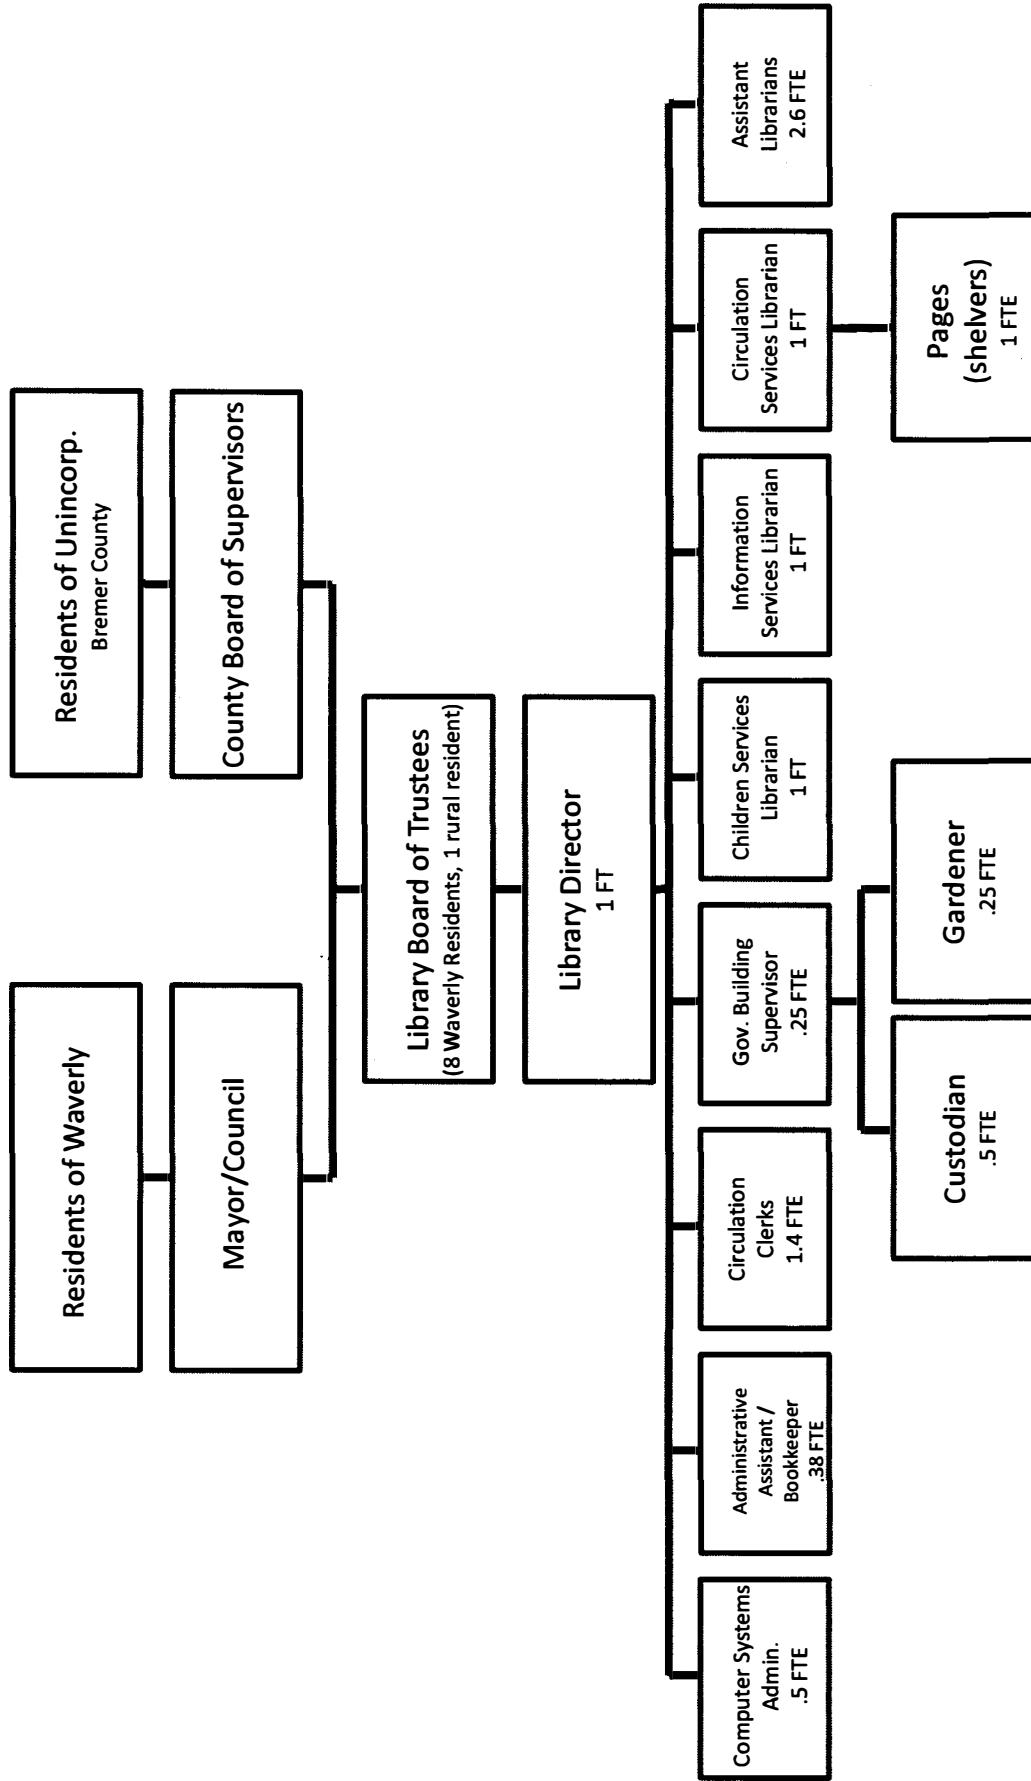 Residents of Waverly
Residents of Unincorp.
Bremer County
Mayor/Council
County Board of Supervisors
Library Board of Trustees
(8 Waverly Residents, 1 rural resident)
Library Director
1 FT
Computer Systems
Admin.
.5 FTE
Administrative
Assistant /
Bookkeeper
.38 FTE
Circulation
Clerks
1.4 FTE
Gov. Building
Supervisor
.25 FTE
Children Services
Librarian
1 FT
Information
Services Librarian
1 FT
Circulation
Services Librarian
1 FT
Assistant
Librarians
2.6 FTE
Custodian
.5 FTE
Gardener
.25 FTE
Pages
(shelvers)
1 FTE